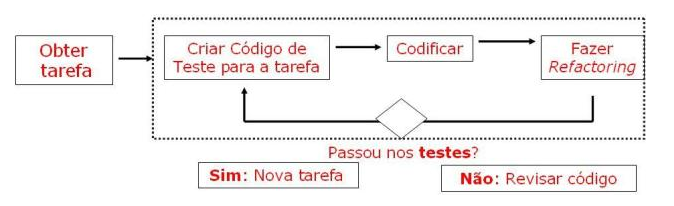 Obter
tarefa
Criar Código de
Teste para a tarefa
Codificar
Fazer
Refactoring
Passou nos testes?
Sim: Nova tarefa
Não: Revisar código